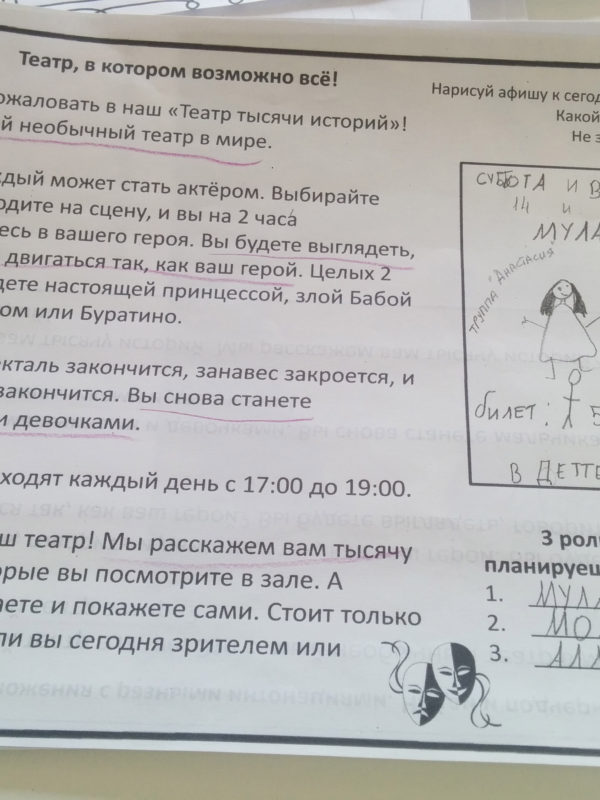 Театр, в котором возможно всё!
ожаловать в наш «Театр тысячи историй»!
й необычный театр в мире.
ждый может стать актёром. Выбирайте
одите на сцену, и вы на 2 часа
есь в вашего героя. Вы будете выглядеть,
двигаться так, как ваш герой. Целых 2
дете настоящей принцессой, злой Бабой
ом или Буратино.
екталь закончится, занавес закроется, и
закончится. Вы снова станете
и девочками.
ходят каждый день с 17:00 до 19:00.
ш театр! Мы расскажем вам тысячу
орые вы посмотрите в зале. А
аете и покажете сами. Стоит только
ли вы сегодня зрителем или
Нарисуй афишу к сегод
Какой
Не з
СУББОТА И В
14 и
МУЛА
ТРУППА "АНАСТАСИЯ"
билет: 5
В ДЕТТЕ
3 рол
планируеш
1. МУЛА
2. МО
3. АЛА